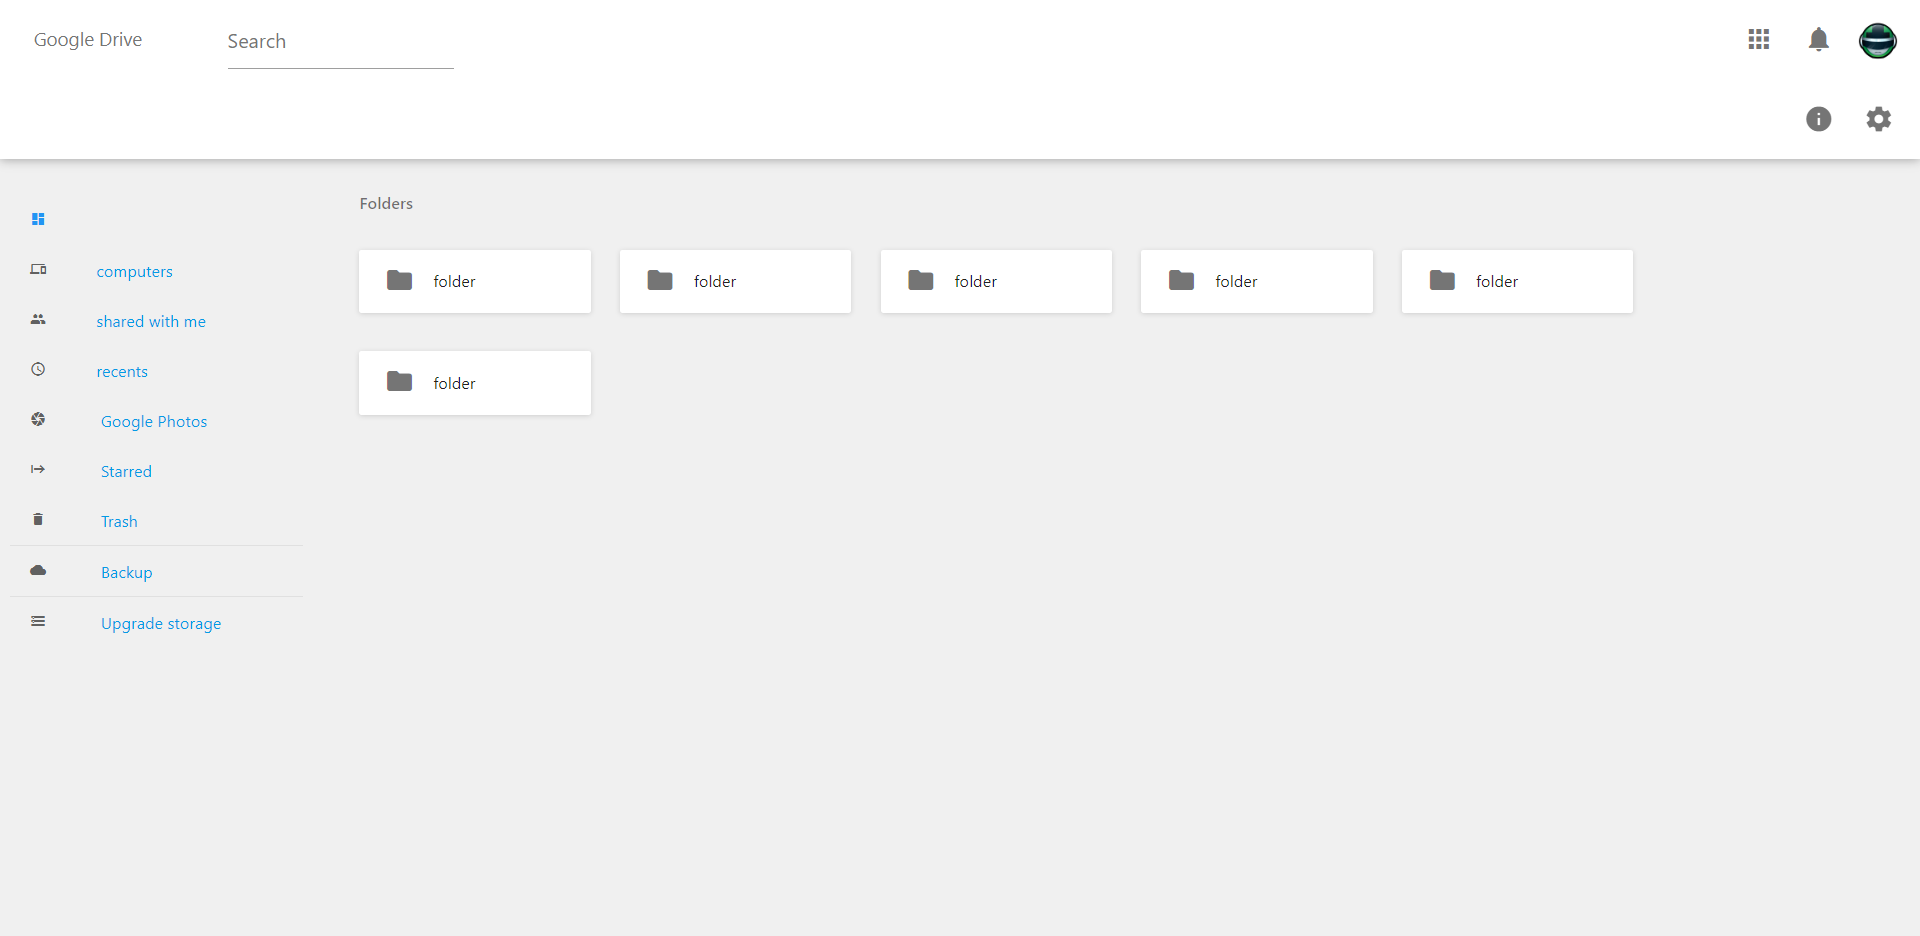 Google Drive
Search
computers
shared with me
recents
Google Photos
Starred
Trash
Backup
Upgrade storage
Folders
folder
folder
folder
folder
folder
folder